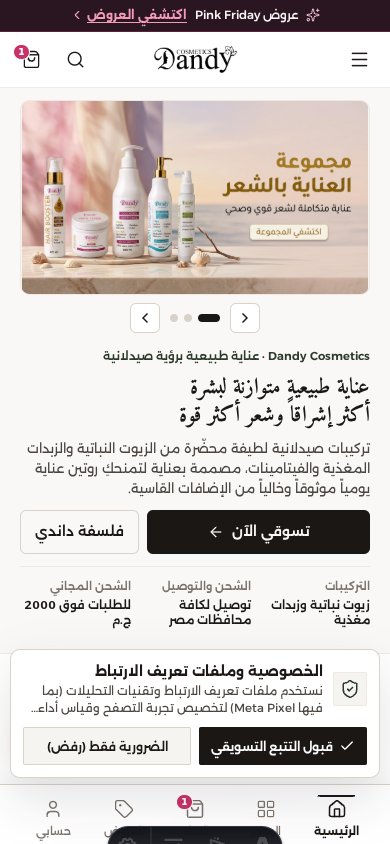 عروض Pink Friday اكتشفي العروض
1
COSMETICS
Dandy
مجموعة
العناية بالشعر
عناية متكاملة لشعر قوي وصحي
اكتشفي المجموعة
HAIR BOOSTER
Dandy
Dandy
Dandy
Dandy Cosmetics · عناية طبيعية برؤية صيدلانية
عناية طبيعية متوازنة لبشرة
أكثر إشراقاً وشعر أكثر قوة
تركيبات صيدلانية لطيفة محضّرة من الزيوت النباتية والزبدات
المغذية والفيتامينات، مصممة بعناية لتمنحكِ روتين عناية
يومياً موثوقاً وخالياً من الإضافات القاسية.
تسوقي الآن
فلسفة داندي
التركيبات
زيوت نباتية وزبدات
مغذية
الشحن والتوصيل
توصيل لكافة
محافظات مصر
الشحن المجاني
للطلبات فوق 2000
ج.م
الخصوصية وملفات تعريف الارتباط
نستخدم ملفات تعريف الارتباط وتقنيات التحليلات (بما
فيها Meta Pixel) لتخصيص تجربة التصفح وقياس أداء...
قبول التتبع التسويقي
الضرورية فقط (رفض)
1
الرئيسية
حسابي